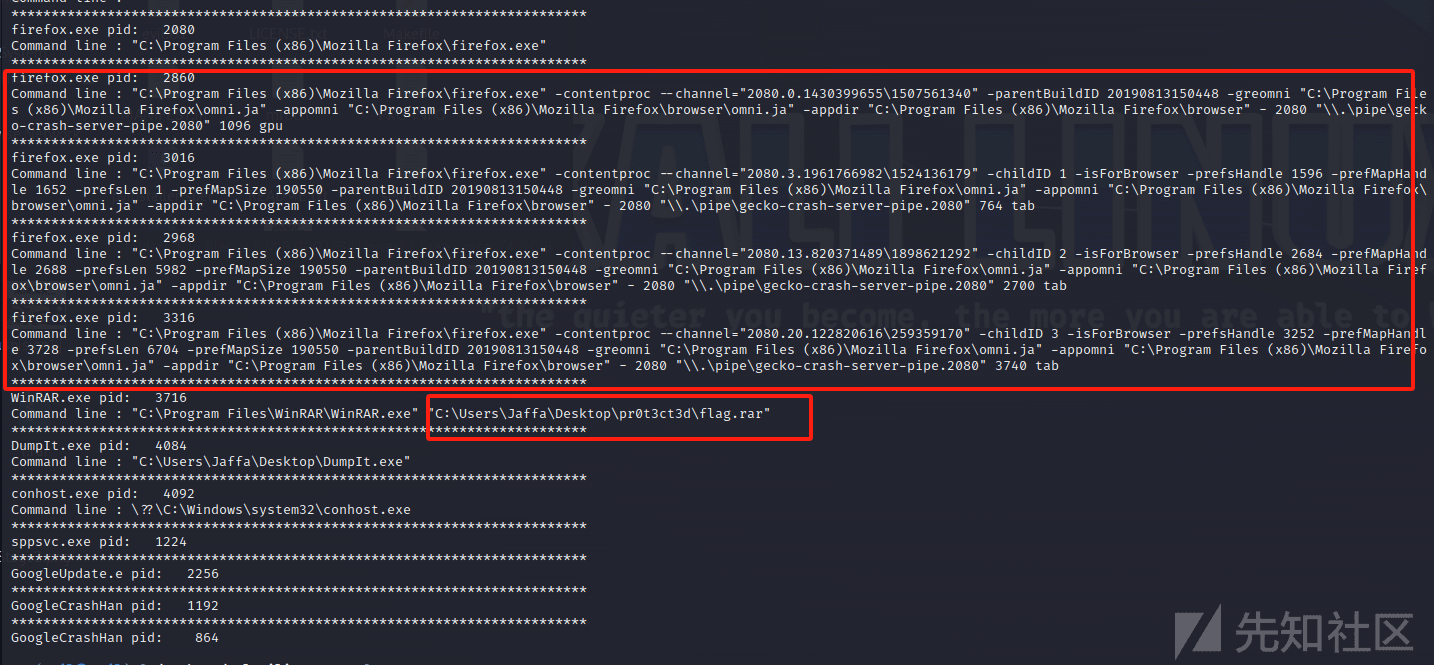 ************************************************************************
firefox.exe pid:   2080
Command line : "C:\Program Files (x86)\Mozilla Firefox\firefox.exe"
************************************************************************
firefox.exe pid:   2860
Command line : "C:\Program Files (x86)\Mozilla Firefox\firefox.exe" -contentproc --channel="2080.0.1430399655\1507561340" -parentBuildID 20190813150448 -greomni "C:\Program File
s (x86)\Mozilla Firefox\omni.ja" -appomni "C:\Program Files (x86)\Mozilla Firefox\browser\omni.ja" -appdir "C:\Program Files (x86)\Mozilla Firefox\browser" - 2080 "\\.\pipe\geck
o-crash-server-pipe.2080" 1096 gpu
************************************************************************
firefox.exe pid:   3016
Command line : "C:\Program Files (x86)\Mozilla Firefox\firefox.exe" -contentproc --channel="2080.3.1961766982\1524136179" -childID 1 -isForBrowser -prefsHandle 1596 -prefMapHand
le 1652 -prefsLen 1 -prefMapSize 190550 -parentBuildID 20190813150448 -greomni "C:\Program Files (x86)\Mozilla Firefox\omni.ja" -appomni "C:\Program Files (x86)\Mozilla Firefox\
browser\omni.ja" -appdir "C:\Program Files (x86)\Mozilla Firefox\browser" - 2080 "\\.\pipe\gecko-crash-server-pipe.2080" 764 tab
************************************************************************
firefox.exe pid:   2968
Command line : "C:\Program Files (x86)\Mozilla Firefox\firefox.exe" -contentproc --channel="2080.13.820371489\1898621292" -childID 2 -isForBrowser -prefsHandle 2684 -prefMapHand
le 2688 -prefsLen 5982 -prefMapSize 190550 -parentBuildID 20190813150448 -greomni "C:\Program Files (x86)\Mozilla Firefox\omni.ja" -appomni "C:\Program Files (x86)\Mozilla Firef
ox\browser\omni.ja" -appdir "C:\Program Files (x86)\Mozilla Firefox\browser" - 2080 "\\.\pipe\gecko-crash-server-pipe.2080" 2700 tab
************************************************************************
"the quieter you become, the more you are able to
firefox.exe pid:   3316
Command line : "C:\Program Files (x86)\Mozilla Firefox\firefox.exe" -contentproc --channel="2080.20.122820616\259359170" -childID 3 -isForBrowser -prefsHandle 3252 -prefMapHandl
e 3728 -prefsLen 6704 -prefMapSize 190550 -parentBuildID 20190813150448 -greomni "C:\Program Files (x86)\Mozilla Firefox\omni.ja" -appomni "C:\Program Files (x86)\Mozilla Firefo
x\browser\omni.ja" -appdir "C:\Program Files (x86)\Mozilla Firefox\browser" - 2080 "\\.\pipe\gecko-crash-server-pipe.2080" 3740 tab
************************************************************************
WinRAR.exe pid:   3716
Command line : "C:\Program Files\WinRAR\WinRAR.exe" "C:\Users\Jaffa\Desktop\pr0t3ct3d\flag.rar"
************************************************************************
DumpIt.exe pid:   4084
Command line : "C:\Users\Jaffa\Desktop\DumpIt.exe"
************************************************************************
conhost.exe pid:   4092
Command line : \??\C:\Windows\system32\conhost.exe
************************************************************************
sppsvc.exe pid:   1224
************************************************************************
GoogleUpdate.e pid:   2256
************************************************************************
GoogleCrashHan pid:   1192
************************************************************************
GoogleCrashHan pid:    864
先知社区